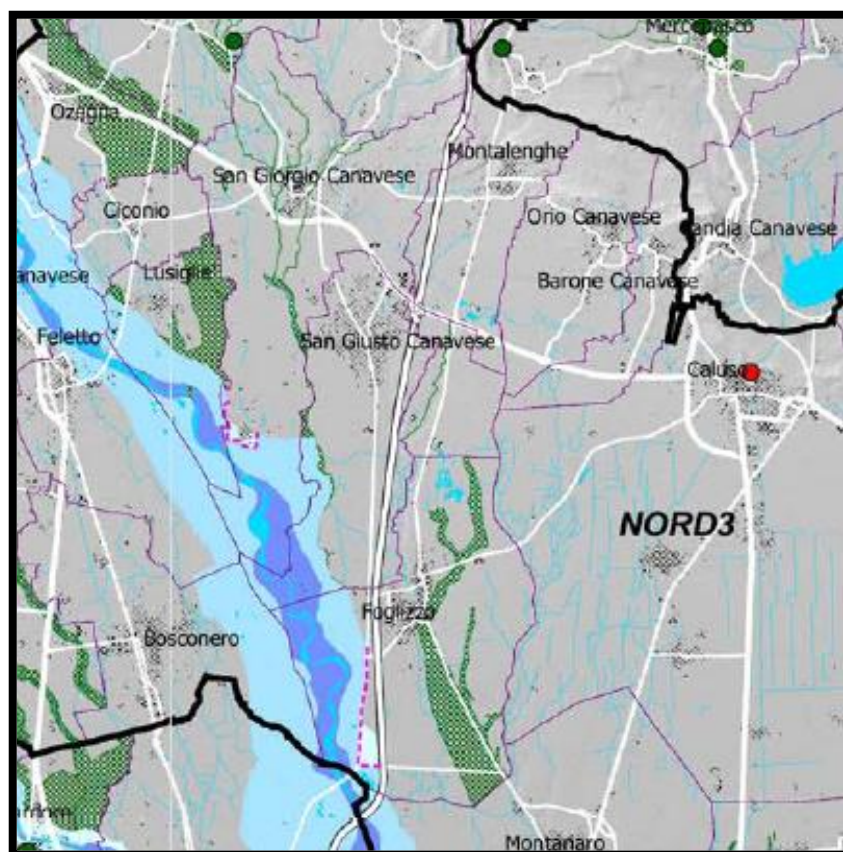 Ozegna
San Giorgio Canavese
Montalenghe
Ciconio
Orio Canavese
andia Canavese
anavese
Lusiglie
Barone Canavese
Feletto
San Giusto Canavese
Caluso
NORD3
Foglizzo
Bosconero
Montanaro